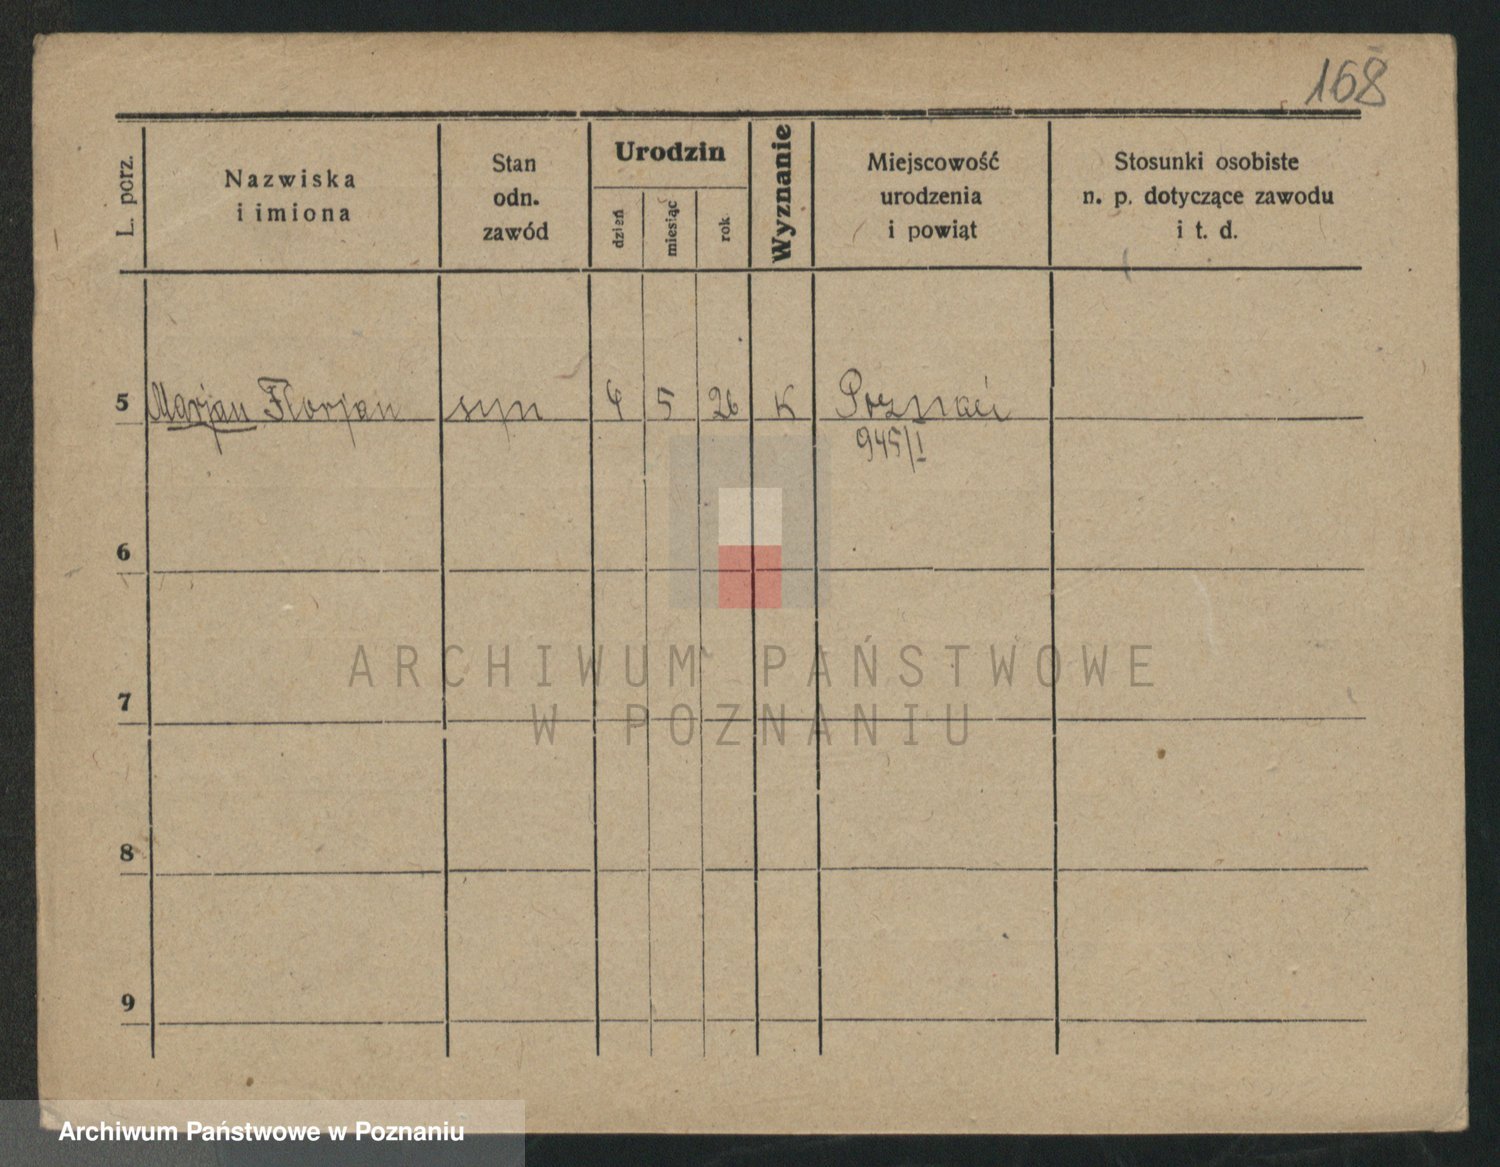 168
L. porz.
Nazwiska
i imiona
Stan
odn.
zawód
Urodzin
dzień
miesiąc
rok
Wyznanie
Miejscowość
urodzenia
i powiąt
Stosunki osobiste
n. p. dotyczące zawodu
i t. d.
5 Marjan Florjan syn 4 5 26 K Poznań
945/I
6
7
8
9
ARCHIWUM PAŃSTWOWE
W POZNANIU
Archiwum Państwowe w Poznaniu